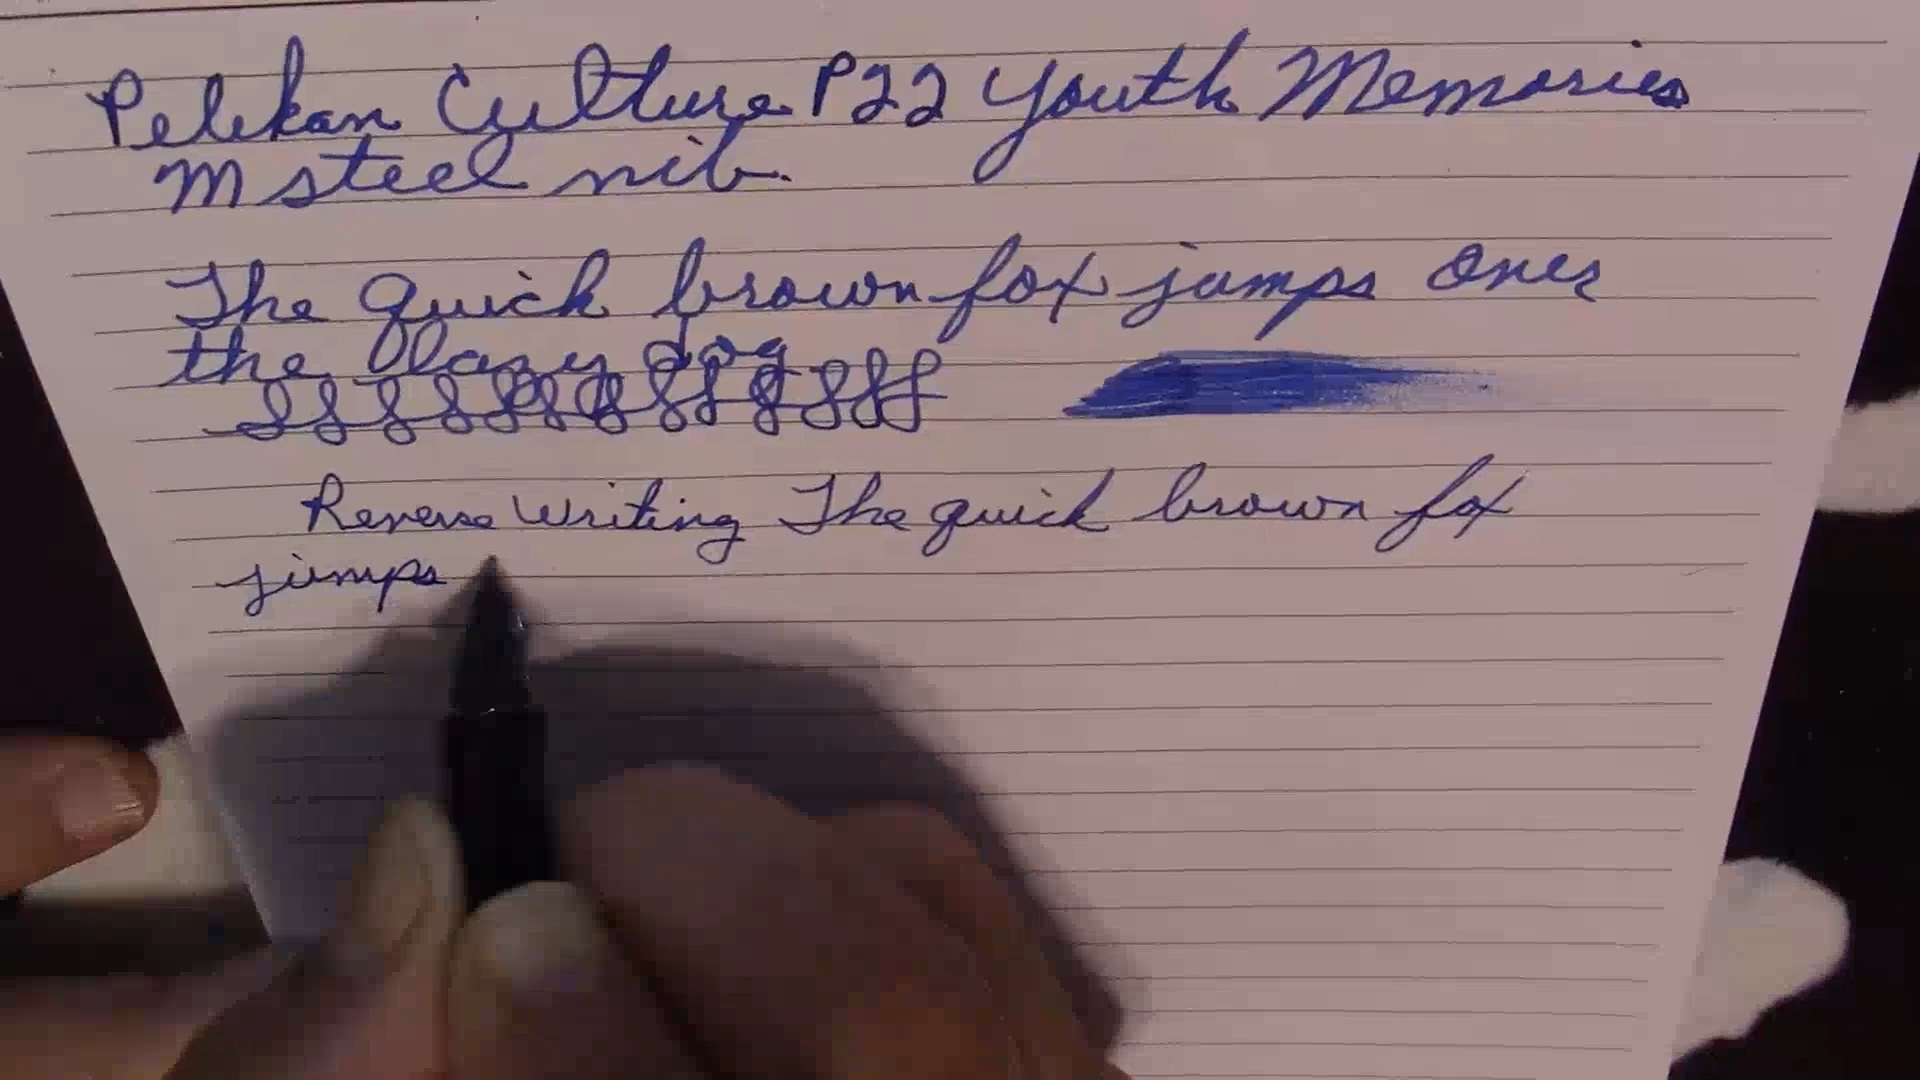 Pelikan Culture P22 Youth Memories
M steel nib.
The quick brown fox jumps over
the lazy dog
Reverse Writing The quick brown fox
jumps